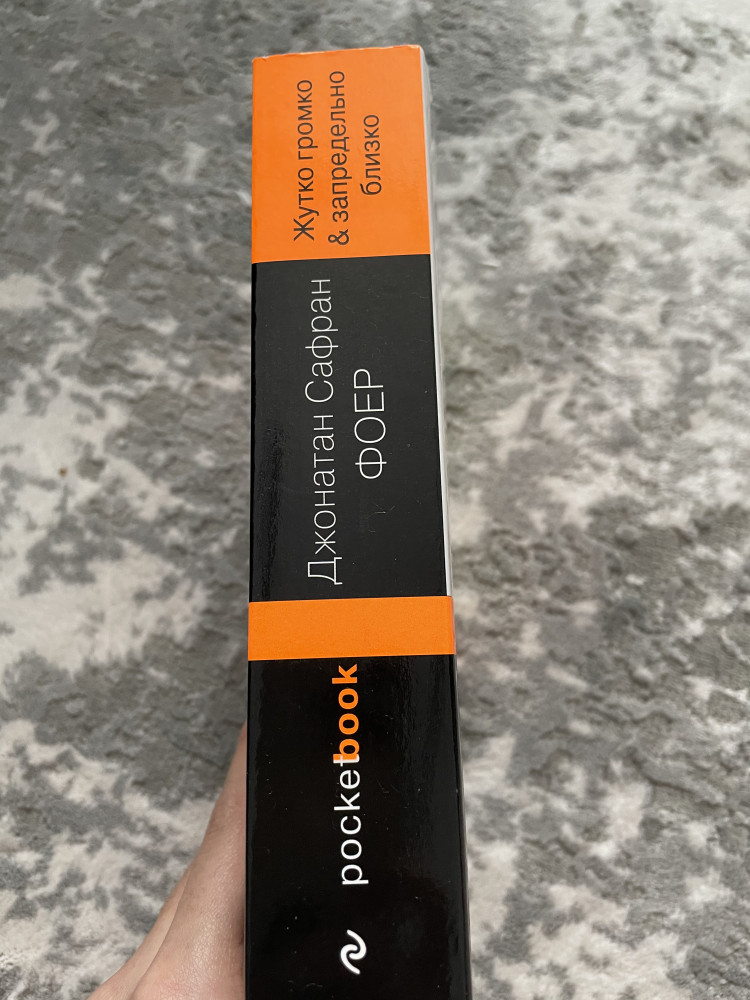 Жутко громко
& запредельно
близко
Джонатан Сафран
ФОЕР
pocketbook